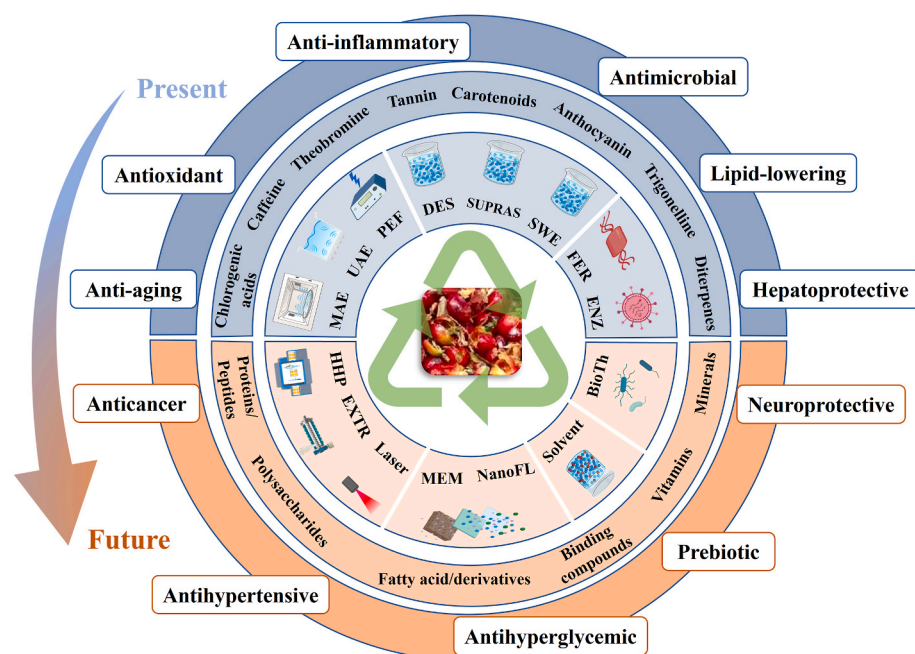 Present
Future
Anti-inflammatory
Antimicrobial
Antioxidant
Lipid-lowering
Anti-aging
Hepatoprotective
Anticancer
Neuroprotective
Prebiotic
Antihypertensive
Antihyperglycemic
Chlorogenic
acids
Caffeine
Theobromine
Tannin
Carotenoids
Anthocyanin
Trigonelline
Diterpenes
Proteins/
Peptides
Polysaccharides
Fatty acid/derivatives
Binding
compounds
Vitamins
Minerals
MAE
UAE
PEF
DES
SUPRAS
SWE
FER
ENZ
HHP
EXTR
Laser
MEM
NanoFL
Solvent
BioTh